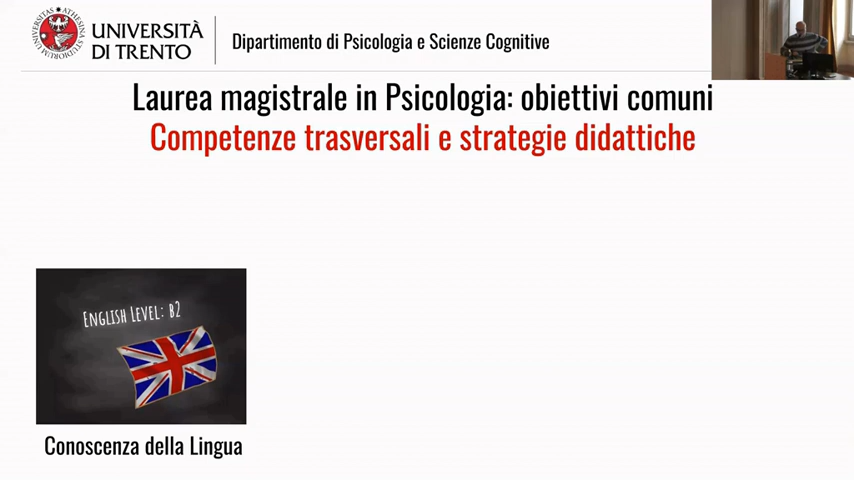 UNIVERSITÀ
DI TRENTO
Dipartimento di Psicologia e Scienze Cognitive
Laurea magistrale in Psicologia: obiettivi comuni
Competenze trasversali e strategie didattiche
ENGLISH LEVEL: B2
Conoscenza della Lingua